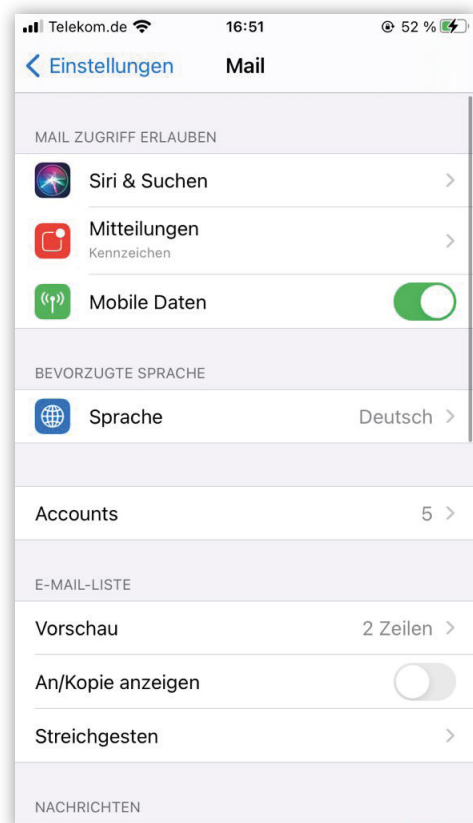 Telekom.de 16:51 52 %
Einstellungen Mail
MAIL ZUGRIFF ERLAUBEN
Siri & Suchen
Mitteilungen
Kennzeichen
Mobile Daten
BEVORZUGTE SPRACHE
Sprache Deutsch
Accounts 5
E-MAIL-LISTE
Vorschau 2 Zeilen
An/Kopie anzeigen
Streichgesten
NACHRICHTEN